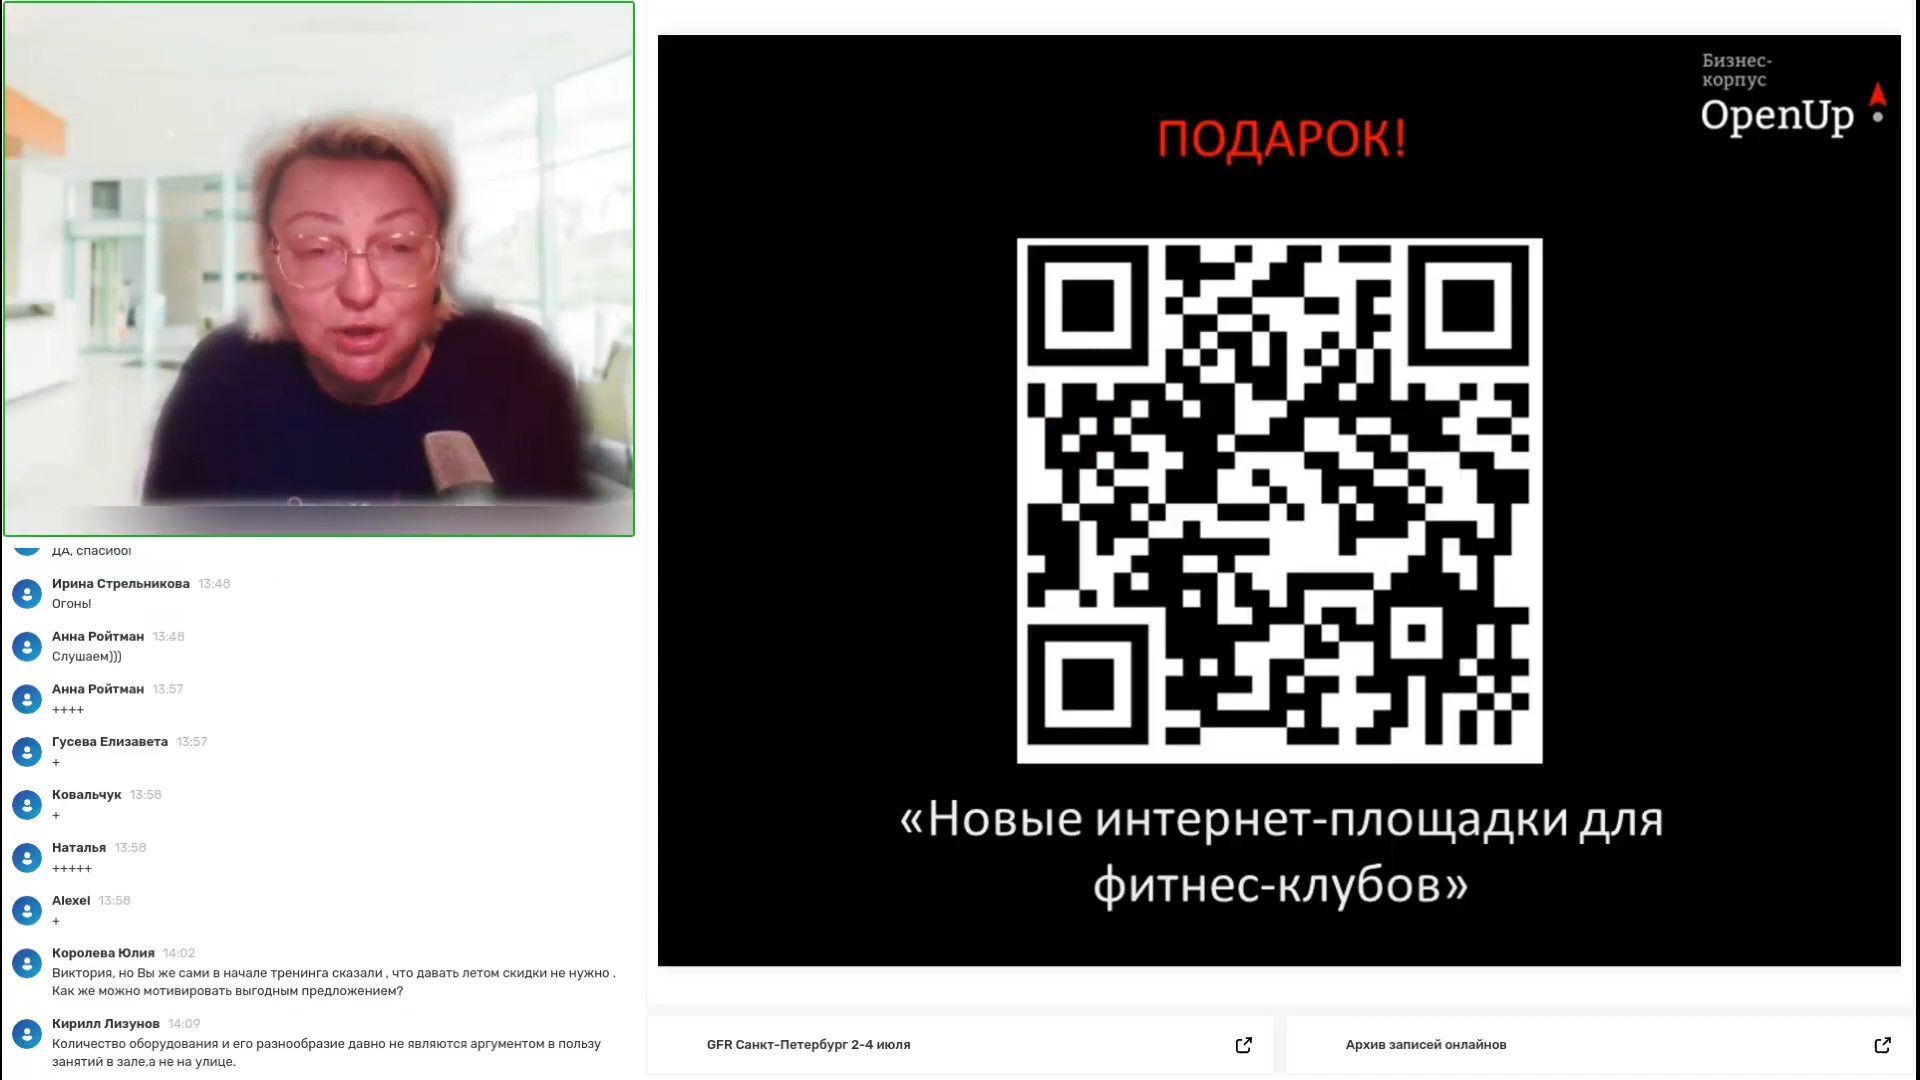 ДА, спасибо!
Ирина Стрельникова 13:48
Огонь!
Анна Ройтман 13:48
Слушаем)))
Анна Ройтман 13:57
++++
Гусева Елизавета 13:57
+
Ковальчук 13:58
+
Наталья 13:58
+++++
Alexel 13:58
+
Королева Юлия 14:02
Виктория, но Вы же сами в начале тренинга сказали , что давать летом скидки не нужно .
Как же можно мотивировать выгодным предложением?
Кирилл Лизунов 14:09
Количество оборудования и его разнообразие давно не являются аргументом в пользу
занятий в зале,а не на улице.
Бизнес-
корпус
OpenUp
ПОДАРОК!
«Новые интернет-площадки для
фитнес-клубов»
GFR Санкт-Петербург 2-4 июля
Архив записей онлайнов